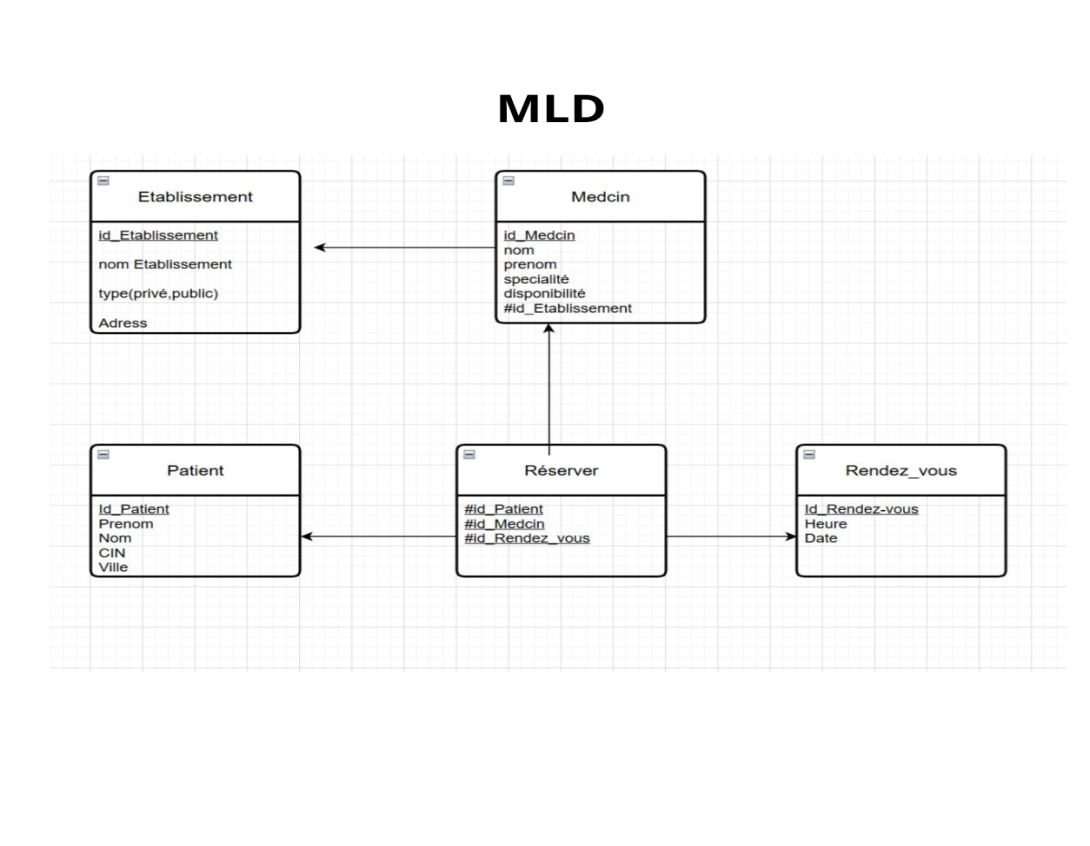 MLD
Etablissement
id_Etablissement
nom Etablissement
type(privé,public)
Adress
Medcin
id_Medcin
nom
prenom
specialité
disponibilité
#id_Etablissement
Patient
Id_Patient
Prenom
Nom
CIN
Ville
Réserver
#id_Patient
#id_Medcin
#id_Rendez_vous
Rendez_vous
Id_Rendez-vous
Heure
Date